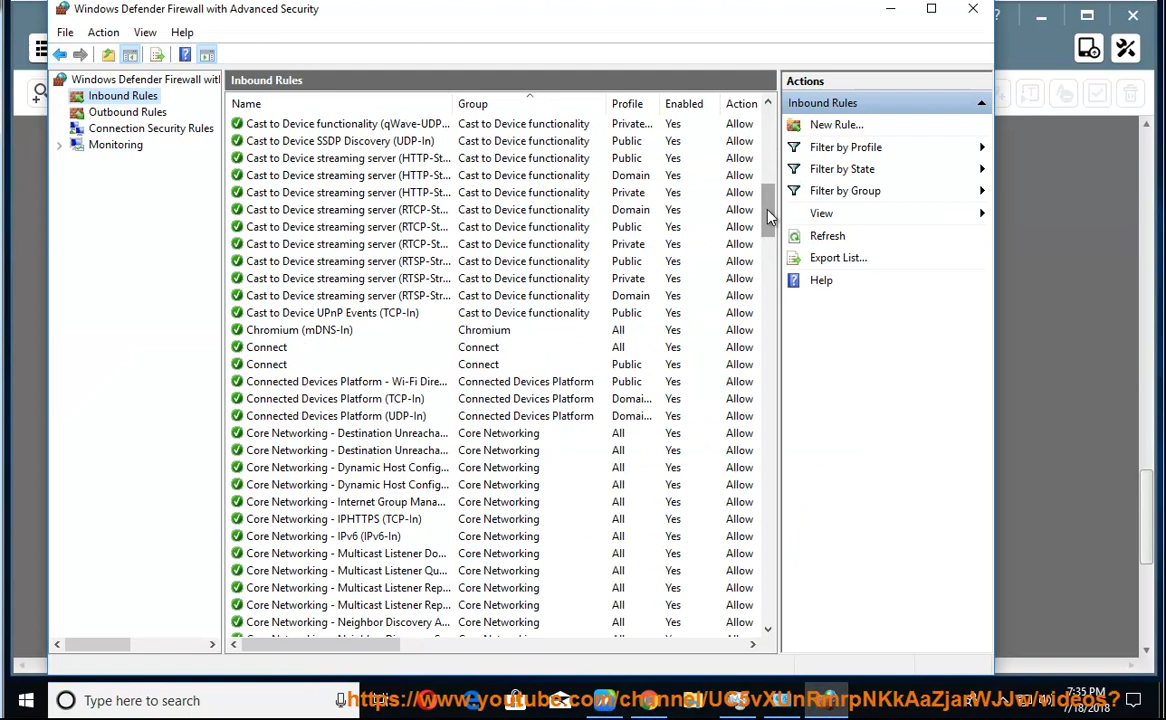 Windows Defender Firewall with Advanced Security
File Action View Help
Windows Defender Firewall wit
Inbound Rules
Outbound Rules
Connection Security Rules
Monitoring
Inbound Rules
Name Group Profile Enabled Action
Cast to Device functionality (qWave-UDP... Cast to Device functionality Private... Yes Allow
Cast to Device SSDP Discovery (UDP-In) Cast to Device functionality Public Yes Allow
Cast to Device streaming server (HTTP-St... Cast to Device functionality Public Yes Allow
Cast to Device streaming server (HTTP-St... Cast to Device functionality Domain Yes Allow
Cast to Device streaming server (HTTP-St... Cast to Device functionality Private Yes Allow
Cast to Device streaming server (RTCP-St... Cast to Device functionality Domain Yes Allow
Cast to Device streaming server (RTCP-St... Cast to Device functionality Public Yes Allow
Cast to Device streaming server (RTCP-St... Cast to Device functionality Private Yes Allow
Cast to Device streaming server (RTSP-Str... Cast to Device functionality Public Yes Allow
Cast to Device streaming server (RTSP-Str... Cast to Device functionality Private Yes Allow
Cast to Device streaming server (RTSP-Str... Cast to Device functionality Domain Yes Allow
Cast to Device UPnP Events (TCP-In) Cast to Device functionality Public Yes Allow
Chromium (mDNS-In) Chromium All Yes Allow
Connect Connect All Yes Allow
Connect Connect Public Yes Allow
Connected Devices Platform - Wi-Fi Dire... Connected Devices Platform Public Yes Allow
Connected Devices Platform (TCP-In) Connected Devices Platform Domai... Yes Allow
Connected Devices Platform (UDP-In) Connected Devices Platform Domai... Yes Allow
Core Networking - Destination Unreacha... Core Networking All Yes Allow
Core Networking - Destination Unreacha... Core Networking All Yes Allow
Core Networking - Dynamic Host Config... Core Networking All Yes Allow
Core Networking - Dynamic Host Config... Core Networking All Yes Allow
Core Networking - Internet Group Mana... Core Networking All Yes Allow
Core Networking - IPHTTPS (TCP-In) Core Networking All Yes Allow
Core Networking - IPv6 (IPv6-In) Core Networking All Yes Allow
Core Networking - Multicast Listener Do... Core Networking All Yes Allow
Core Networking - Multicast Listener Qu... Core Networking All Yes Allow
Core Networking - Multicast Listener Rep... Core Networking All Yes Allow
Core Networking - Multicast Listener Rep... Core Networking All Yes Allow
Core Networking - Neighbor Discovery A... Core Networking All Yes Allow
Actions
Inbound Rules
New Rule...
Filter by Profile
Filter by State
Filter by Group
View
Refresh
Export List...
Help
Type here to search
7:35 PM
7/18/2018